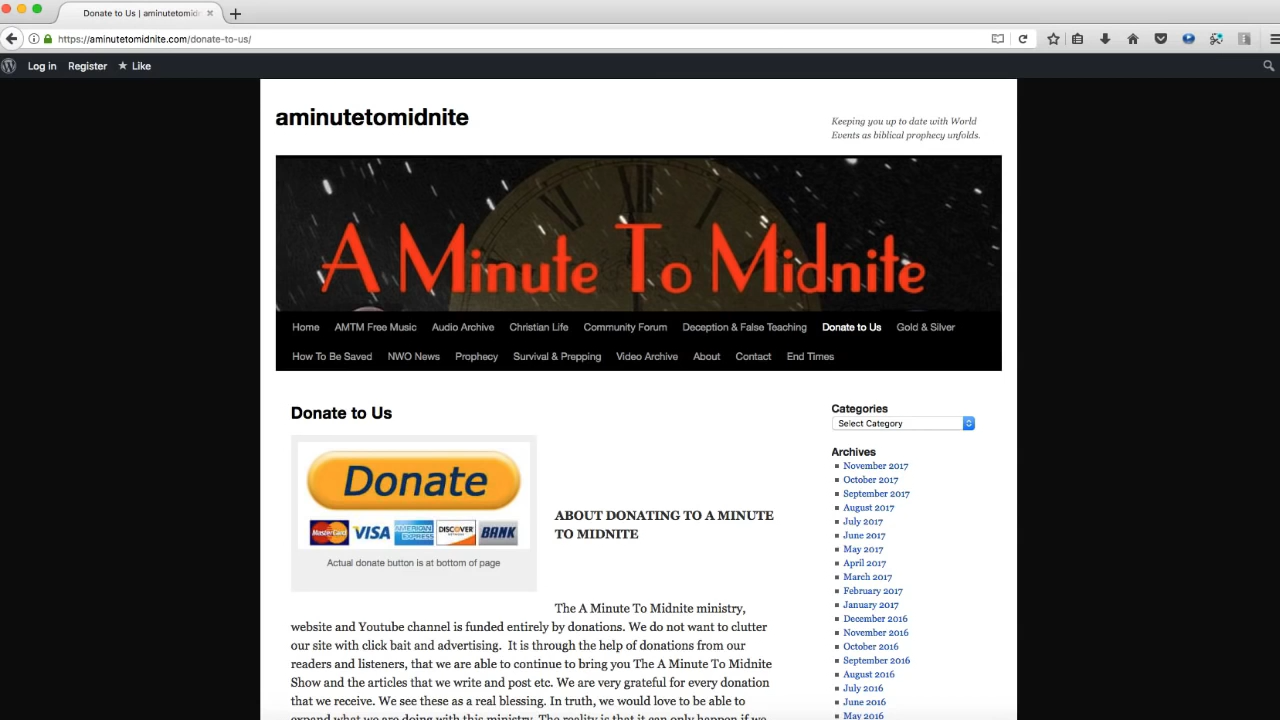 Donate to Us | aminutetomidn
https://aminutetomidnite.com/donate-to-us/
Log in Register Like
aminutetomidnite
Keeping you up to date with World
Events as biblical prophecy unfolds.
A Minute To Midnite
Home AMTM Free Music Audio Archive Christian Life Community Forum Deception & False Teaching Donate to Us Gold & Silver
How To Be Saved NWO News Prophecy Survival & Prepping Video Archive About Contact End Times
Donate to Us
Donate
MasterCard VISA AMERICAN EXPRESS DISCOVER NETWORK BANK
Actual donate button is at bottom of page
ABOUT DONATING TO A MINUTE
TO MIDNITE
The A Minute To Midnite ministry,
website and Youtube channel is funded entirely by donations. We do not want to clutter
our site with click bait and advertising. It is through the help of donations from our
readers and listeners, that we are able to continue to bring you The A Minute To Midnite
Show and the articles that we write and post etc. We are very grateful for every donation
that we receive. We see these as a real blessing. In truth, we would love to be able to
expand what we are doing with this ministry. The reality is that it can only happen if we
Categories
Select Category
Archives
November 2017
October 2017
September 2017
August 2017
July 2017
June 2017
May 2017
April 2017
March 2017
February 2017
January 2017
December 2016
November 2016
October 2016
September 2016
August 2016
July 2016
June 2016
May 2016